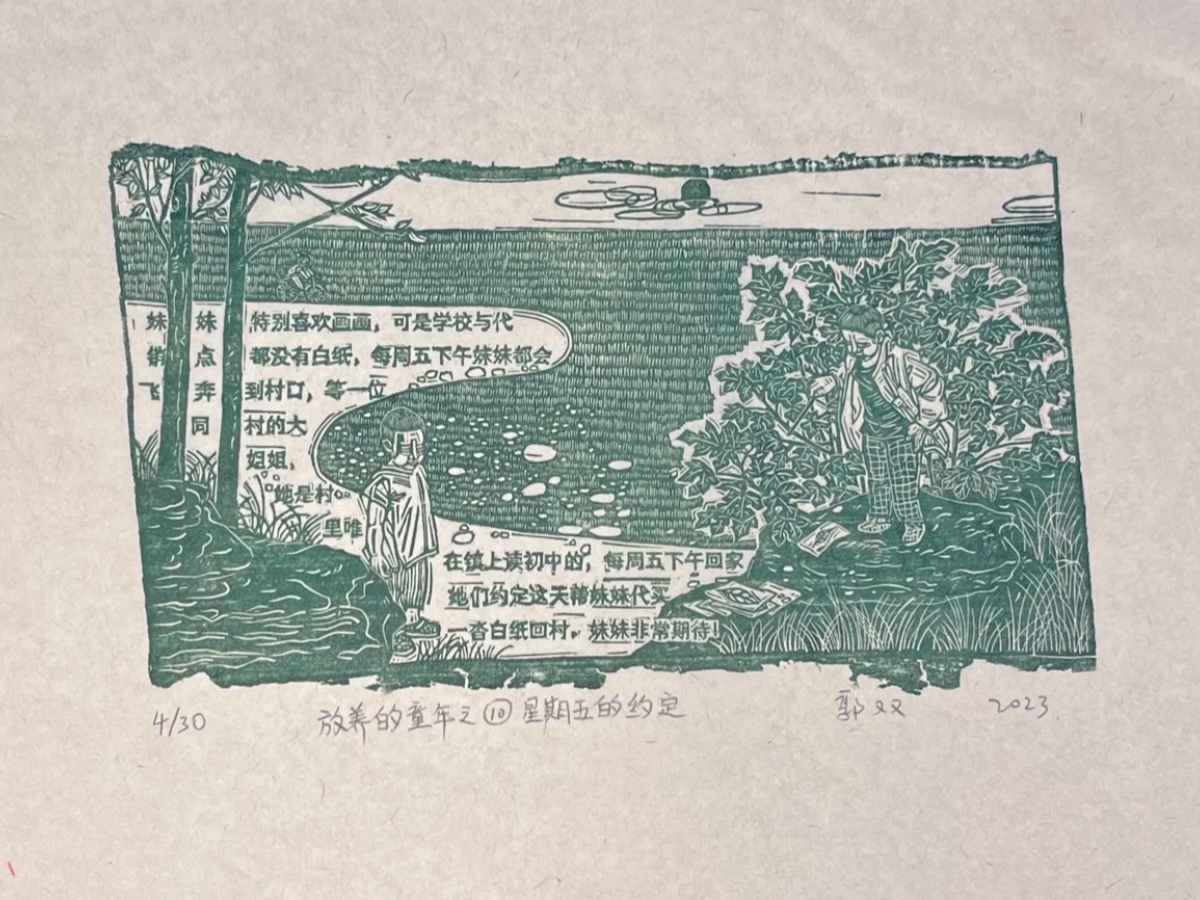 妹妹特别喜欢画画，可是学校与代
销点都没有白纸，每周五下午妹妹都会
飞奔到村口，等一位
同村的大
姐姐，
她是村
里唯
在镇上读初中的，每周五下午回家
她们约定这天替妹妹代买
一沓白纸回村。妹妹非常期待！
4/30 放养的童年之⑩星期五的约定 郭双双 2023